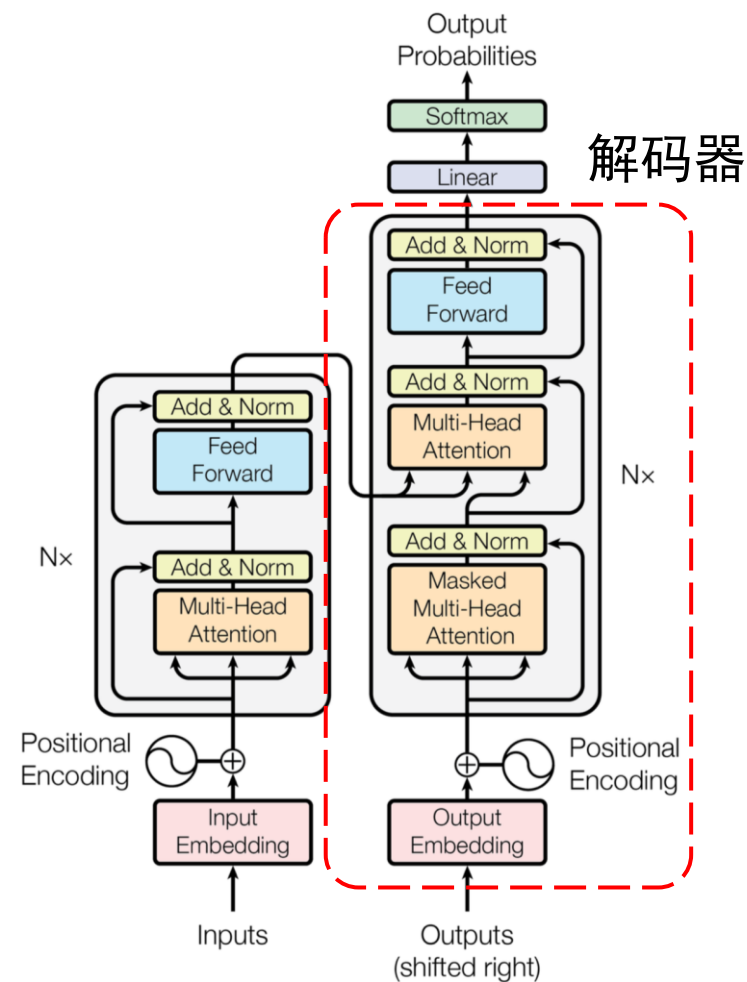 Output
Probabilities
Softmax
Linear
解码器
Add & Norm
Feed
Forward
Add & Norm
Multi-Head
Attention
N×
Add & Norm
Masked
Multi-Head
Attention
Positional
Encoding
Output
Embedding
Outputs
(shifted right)
Add & Norm
Feed
Forward
N×
Add & Norm
Multi-Head
Attention
Positional
Encoding
Input
Embedding
Inputs